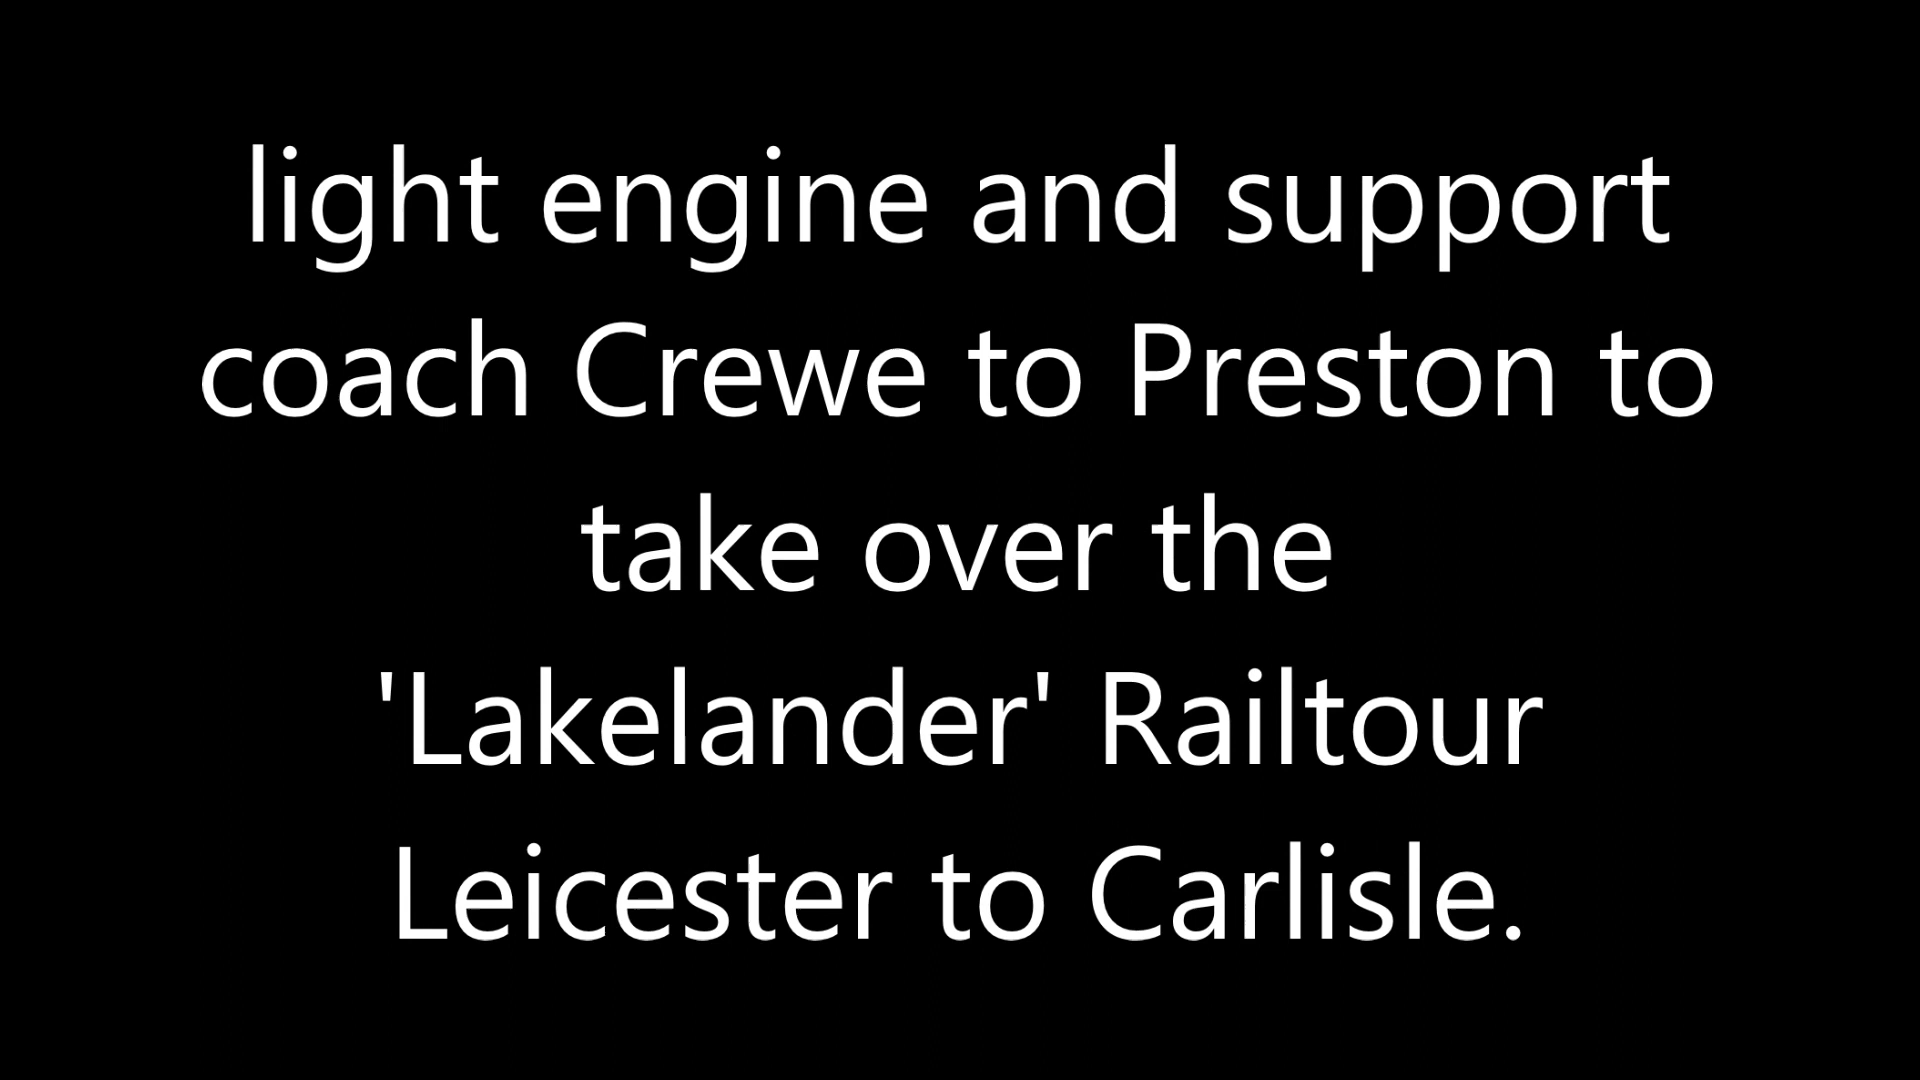 light engine and support
coach Crewe to Preston to
take over the
'Lakelander' Railtour
Leicester to Carlisle.